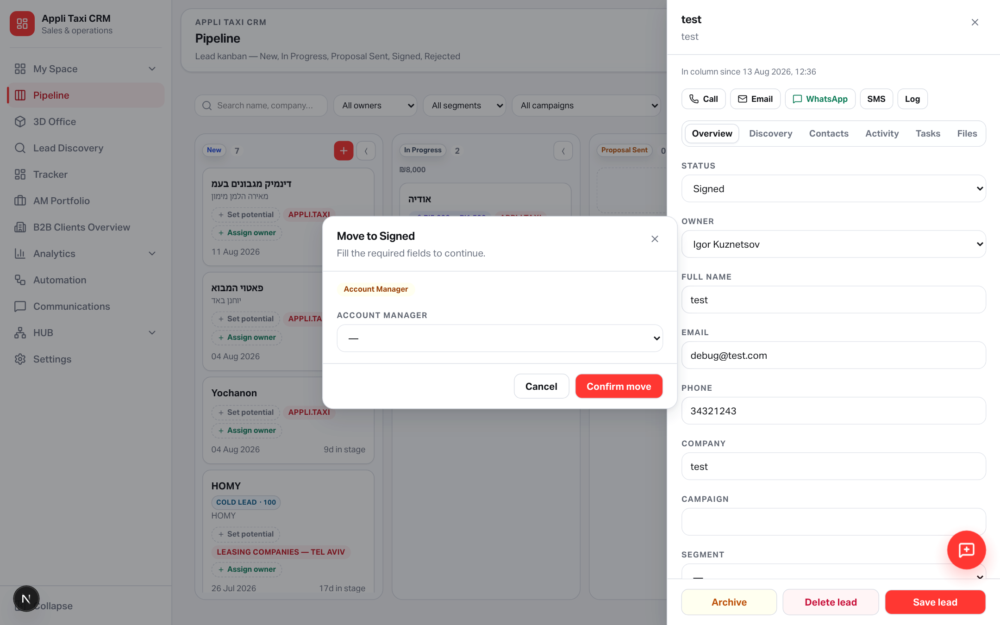 Appli Taxi CRM
Sales & operations
My Space
Pipeline
3D Office
Lead Discovery
Tracker
AM Portfolio
B2B Clients Overview
Analytics
Automation
Communications
HUB
Settings
N
Collapse
APPLI TAXI CRM
Pipeline
Lead kanban — New, In Progress, Proposal Sent, Signed, Rejected
Search name, company...
All owners
All segments
All campaigns
New 7
דינמיק מגבונים בעמ
מאירה הלמן מימון
+ Set potential
APPLI.TAXI
+ Assign owner
11 Aug 2026
פאטוי המבוא
יוחנן באד
+ Set potential
APPLI.TA
+ Assign owner
04 Aug 2026
Yochanon
+ Set potential
APPLI.TAXI
+ Assign owner
04 Aug 2026
9d in stage
HOMY
COLD LEAD · 100
HOMY
+ Set potential
LEASING COMPANIES — TEL AVIV
+ Assign owner
26 Jul 2026
17d in stage
In Progress 2
₪8,000
אודיה
APPLI.TAXI
Proposal Sent 0
Move to Signed
Fill the required fields to continue.
Account Manager
ACCOUNT MANAGER
—
Cancel
Confirm move
test
test
In column since 13 Aug 2026, 12:36
Call
Email
WhatsApp
SMS
Log
Overview
Discovery
Contacts
Activity
Tasks
Files
STATUS
Signed
OWNER
Igor Kuznetsov
FULL NAME
test
EMAIL
debug@test.com
PHONE
34321243
COMPANY
test
CAMPAIGN
SEGMENT
—
Archive
Delete lead
Save lead